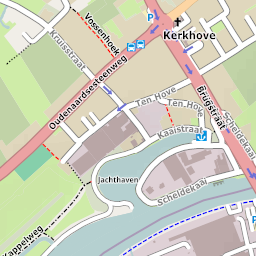 P
Kerkhove
Vossenhoek
Kruisstraat
Oudenaardsesteenweg
Ten Hove
Ten Hove
Brugstraat
Scheldekaai
Kaaistraat
Jachthaven
Scheldekaai
Kappelweg
P